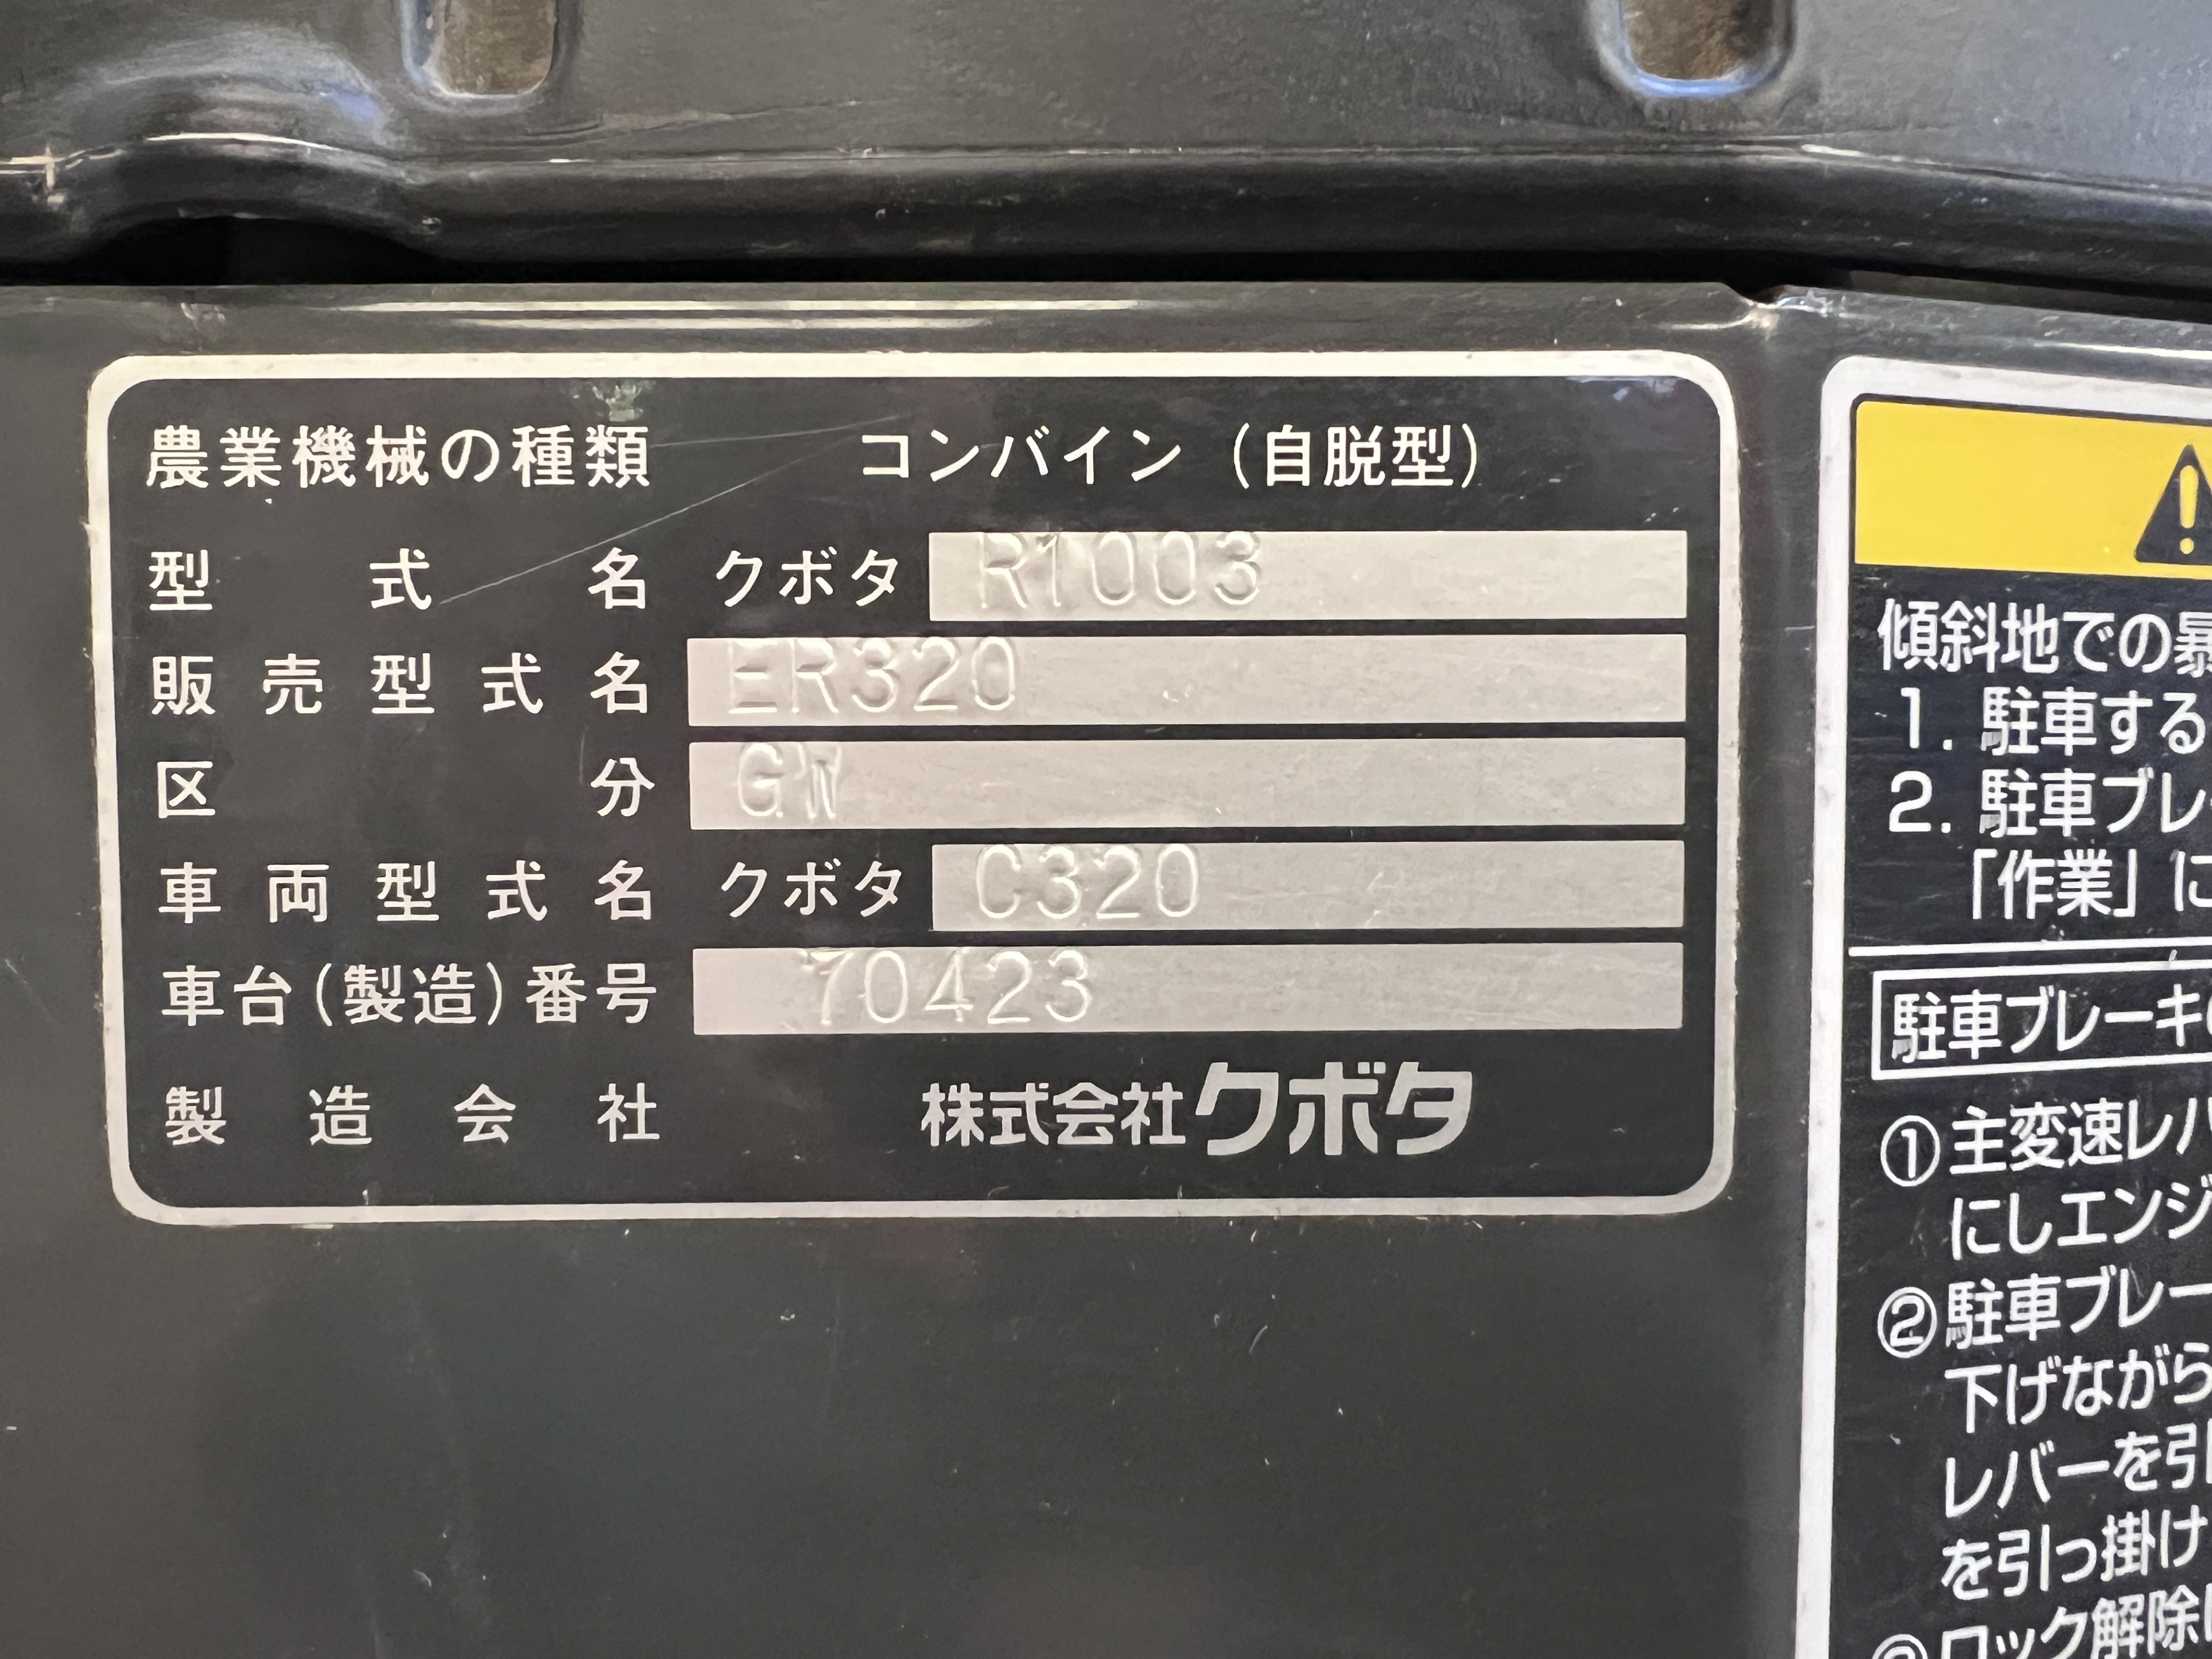 農業機械の種類 コンバイン (自脱型)
型式名 クボタ R1003
販売型式名 ER320
区分 GW
車両型式名 クボタ C320
車台(製造)番号 70423
製造会社 株式会社クボタ
傾斜地での暴
1. 駐車する
2. 駐車ブレ
「作業」に
駐車ブレーキ
①主変速レバ
にしエンジ
②駐車ブレー
下げながら
レバーを引
を引っ掛け
ロック解除